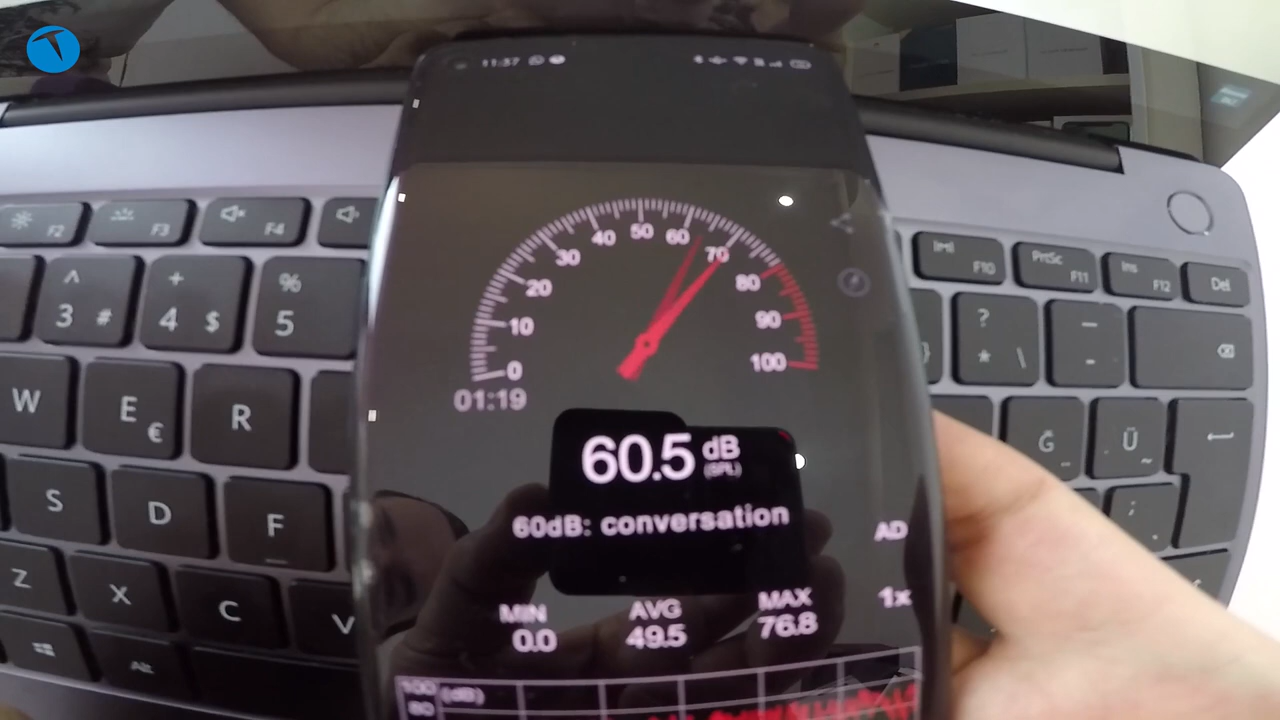 T
11:37
0
10
20
30
40
50
60
70
80
90
100
01:19
60.5 dB
(SPL)
60dB: conversation
AD
1x
MIN AVG MAX
0.0 49.5 76.8
100 (dB)
80
F2
F3
F4
F10
PrtSc
F11
Ins
F12
Del
^
3 #
+
4 $
%
5
?
* \
W
E €
R
Ğ
Ü
S
D
F
Z
X
C
V
Alt